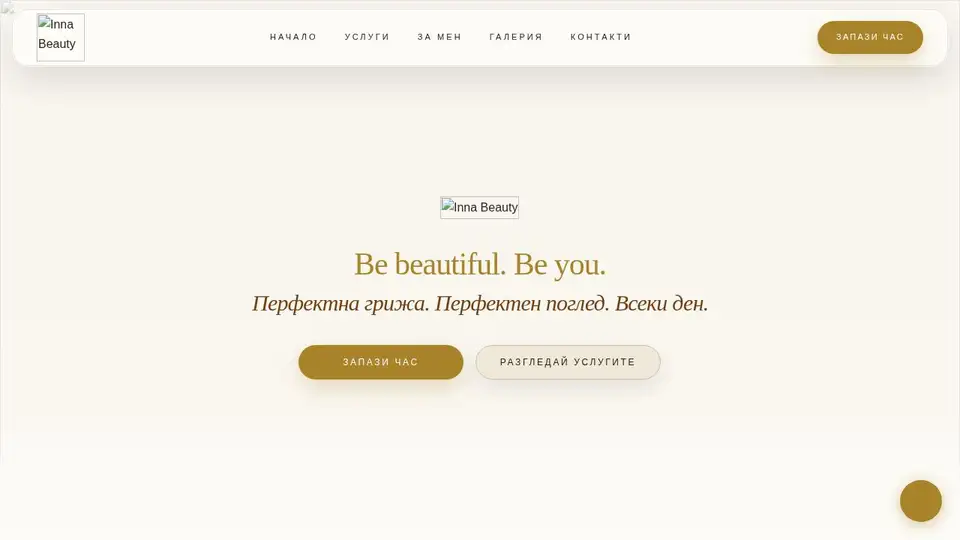 Inna
Beauty
НАЧАЛО
УСЛУГИ
ЗА МЕН
ГАЛЕРИЯ
КОНТАКТИ
ЗАПАЗИ ЧАС
Inna Beauty
Be beautiful. Be you.
Перфектна грижа. Перфектен поглед. Всеки ден.
ЗАПАЗИ ЧАС
РАЗГЛЕДАЙ УСЛУГИТЕ